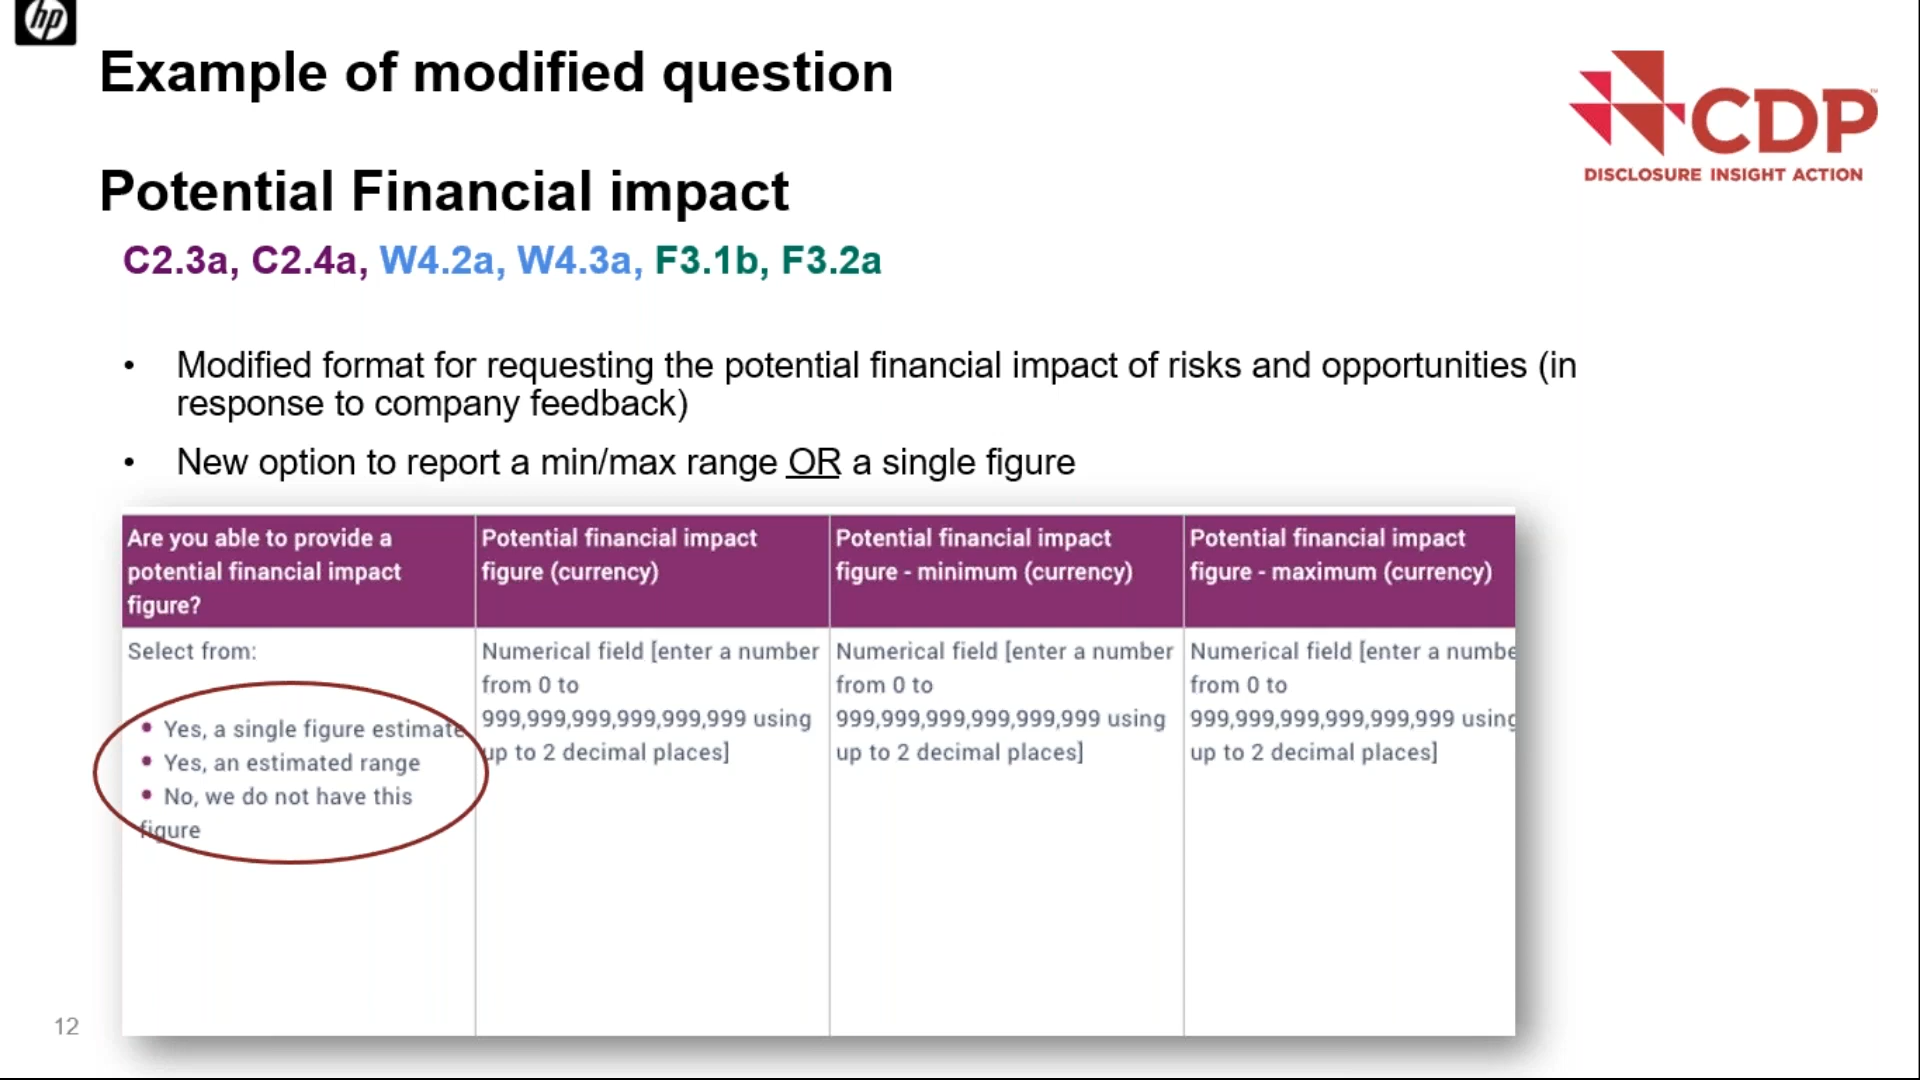 hp
Example of modified question
CDP™
DISCLOSURE INSIGHT ACTION
Potential Financial impact
C2.3a, C2.4a, W4.2a, W4.3a, F3.1b, F3.2a
• Modified format for requesting the potential financial impact of risks and opportunities (in
response to company feedback)
• New option to report a min/max range OR a single figure
Are you able to provide a
potential financial impact
figure?
Potential financial impact
figure (currency)
Potential financial impact
figure - minimum (currency)
Potential financial impact
figure - maximum (currency)
Select from:
• Yes, a single figure estimate
• Yes, an estimated range
• No, we do not have this
figure
Numerical field [enter a number
from 0 to
999,999,999,999,999,999 using
up to 2 decimal places]
Numerical field [enter a number
from 0 to
999,999,999,999,999,999 using
up to 2 decimal places]
Numerical field [enter a numbe
from 0 to
999,999,999,999,999,999 using
up to 2 decimal places]
12